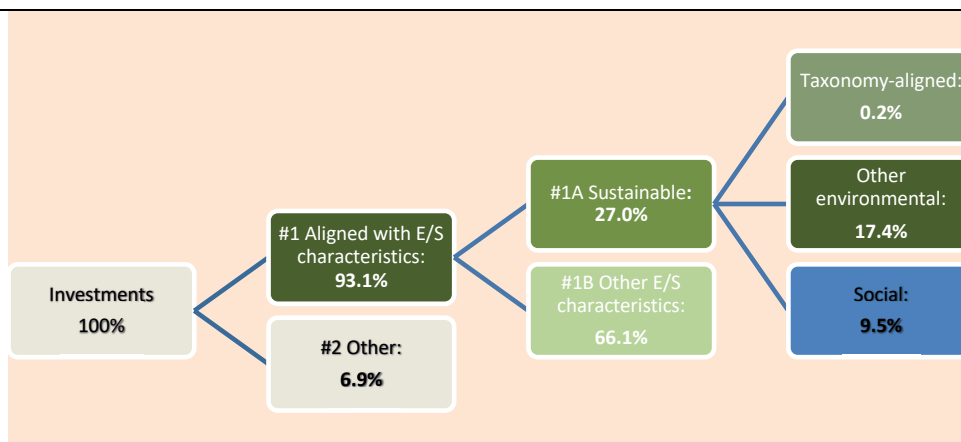 Investments
100%
#1 Aligned with E/S
characteristics:
93.1%
#2 Other:
6.9%
#1A Sustainable:
27.0%
#1B Other E/S
characteristics:
66.1%
Taxonomy-aligned:
0.2%
Other
environmental:
17.4%
Social:
9.5%